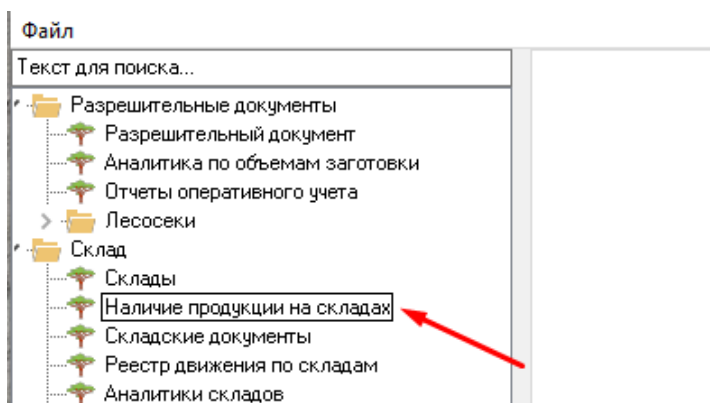 Файл
Текст для поиска...
Разрешительные документы
Разрешительный документ
Аналитика по объемам заготовки
Отчеты оперативного учета
Лесосеки
Склад
Склады
Наличие продукции на складах
Складские документы
Реестр движения по складам
Аналитики складов